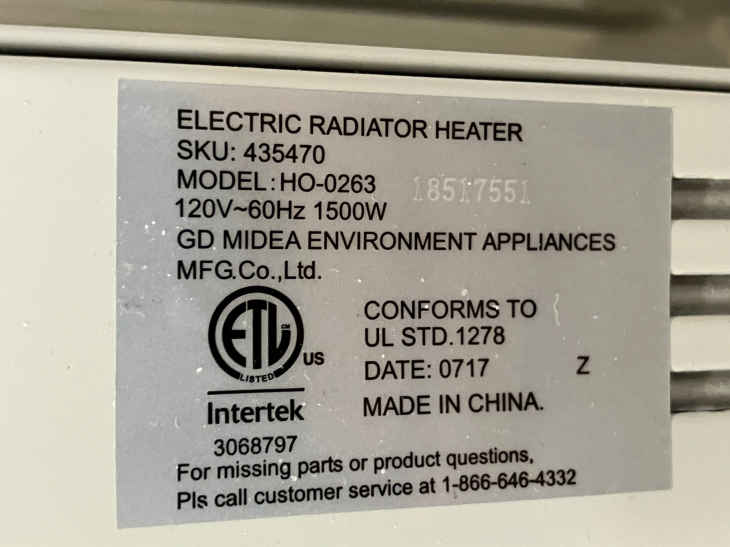 ELECTRIC RADIATOR HEATER
SKU: 435470
MODEL: HO-0263 18517551
120V~60Hz 1500W
GD MIDEA ENVIRONMENT APPLIANCES
MFG.Co.,Ltd.
ETL CM
US
LISTED
Intertek
3068797
CONFORMS TO
UL STD.1278
DATE: 0717 Z
MADE IN CHINA.
For missing parts or product questions,
Pls call customer service at 1-866-646-4332